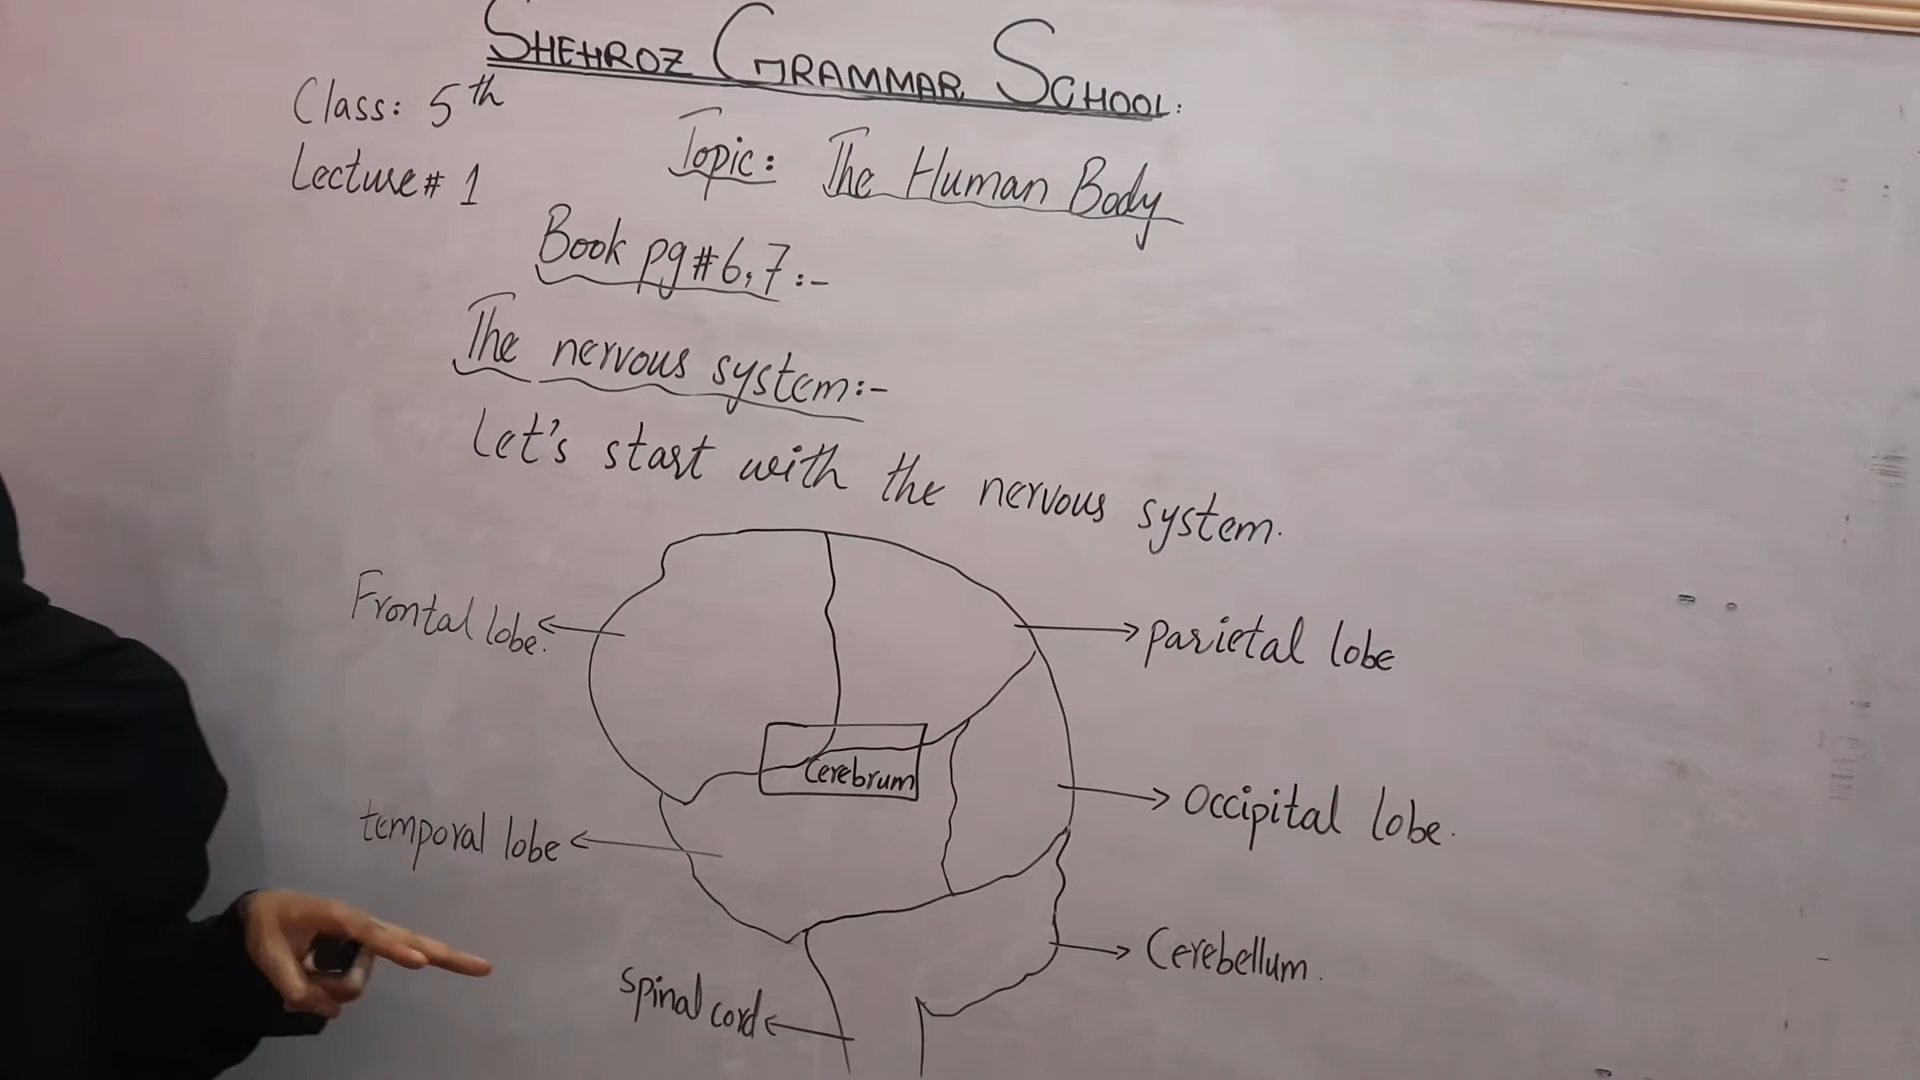 SHEHROZ GRAMMAR SCHOOL.
Class: 5th
Lecture# 1
Topic: The Human Body
Book pg#6,7:-
The nervous system:-
Let's start with the nervous system.
Frontal lobe.
parietal lobe
Cerebrum
temporal lobe
Occipital lobe.
Cerebellum.
Spinal cord